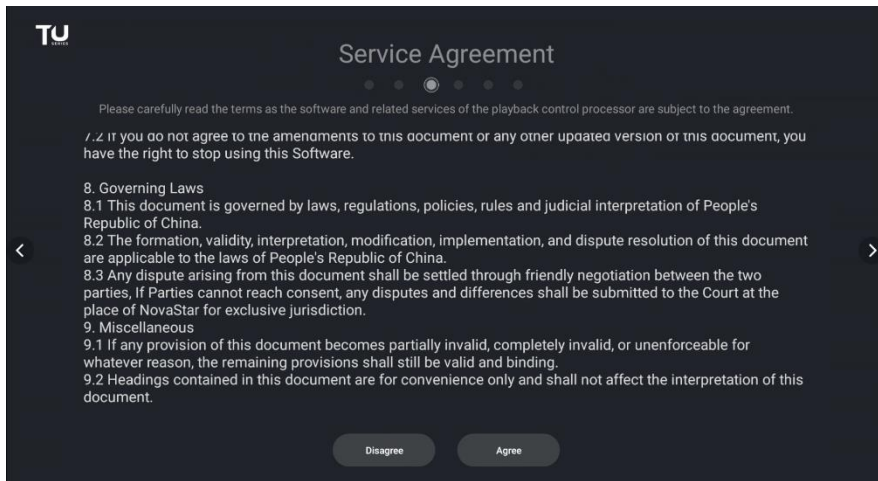 TU
SERIES
Service Agreement
Please carefully read the terms as the software and related services of the playback control processor are subject to the agreement.
7.2 If you do not agree to the amendments to this document or any other updated version of this document, you
have the right to stop using this Software.
8. Governing Laws
8.1 This document is governed by laws, regulations, policies, rules and judicial interpretation of People's
Republic of China.
8.2 The formation, validity, interpretation, modification, implementation, and dispute resolution of this document
are applicable to the laws of People's Republic of China.
8.3 Any dispute arising from this document shall be settled through friendly negotiation between the two
parties, If Parties cannot reach consent, any disputes and differences shall be submitted to the Court at the
place of NovaStar for exclusive jurisdiction.
9. Miscellaneous
9.1 If any provision of this document becomes partially invalid, completely invalid, or unenforceable for
whatever reason, the remaining provisions shall still be valid and binding.
9.2 Headings contained in this document are for convenience only and shall not affect the interpretation of this
document.
Disagree
Agree